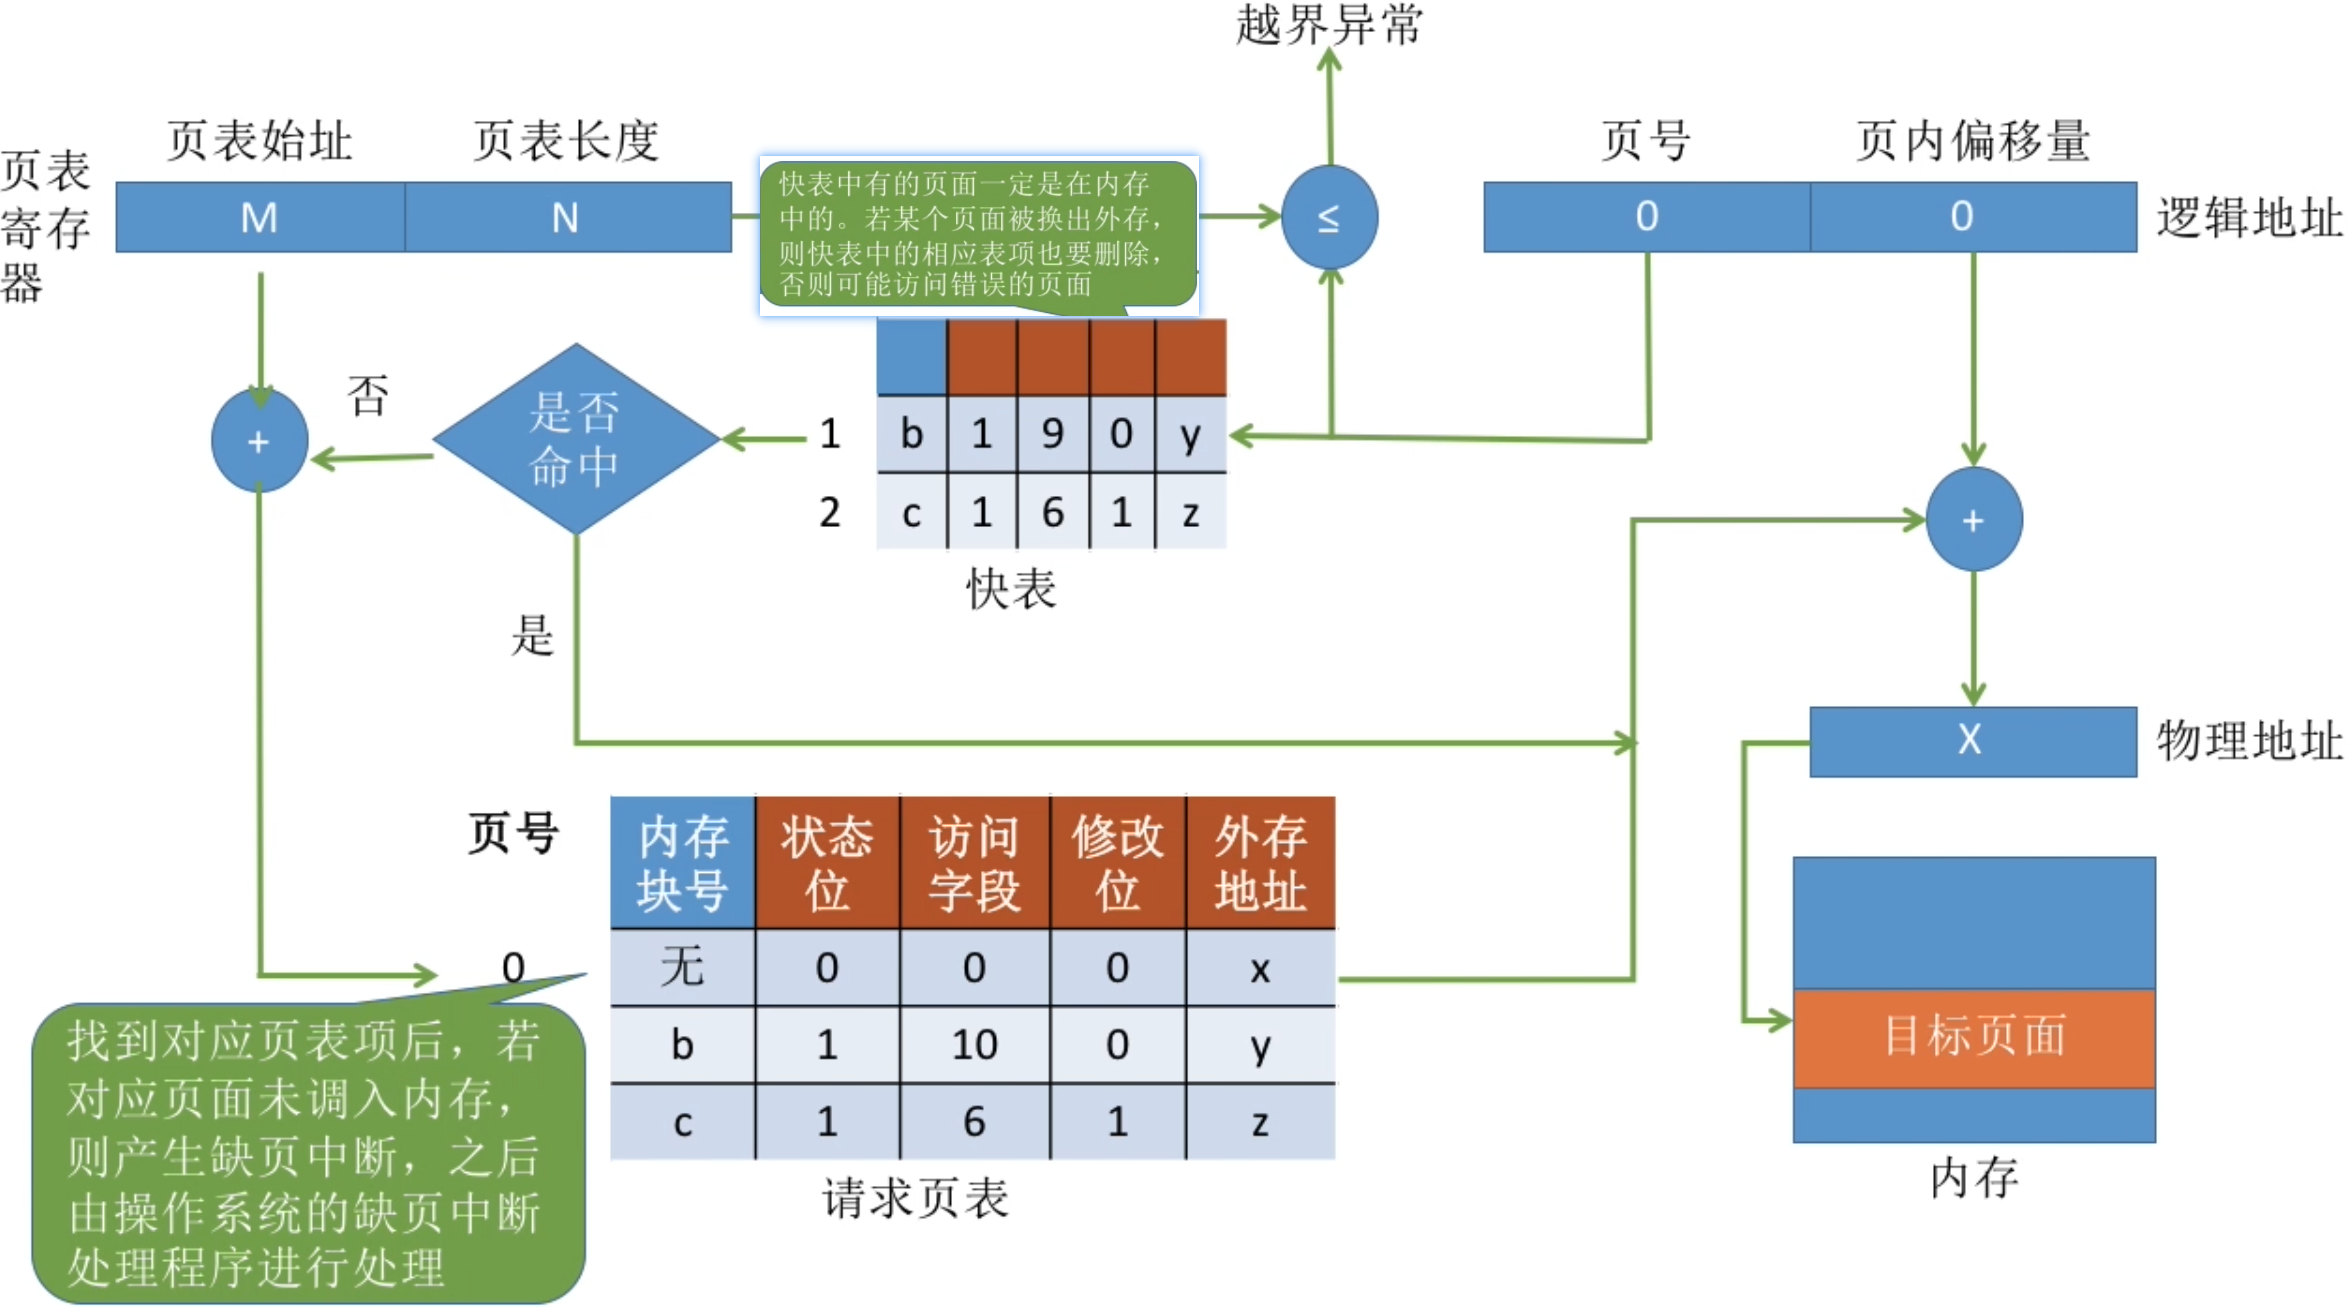 越界异常
页表始址
页表长度
页号
页内偏移量
页表
寄存
器
M
N
快表中有的页面一定是在内存
中的。若某个页面被换出外存，
则快表中的相应表项也要删除，
否则可能访问错误的页面
≤
0
0
逻辑地址
+
否
是否
命中
1
b
1
9
0
y
2
c
1
6
1
z
快表
+
是
X
物理地址
页号
内存
块号
状态
位
访问
字段
修改
位
外存
地址
0
无
0
0
0
x
b
1
10
0
y
c
1
6
1
z
请求页表
找到对应页表项后，若
对应页面未调入内存，
则产生缺页中断，之后
由操作系统的缺页中断
处理程序进行处理
目标页面
内存